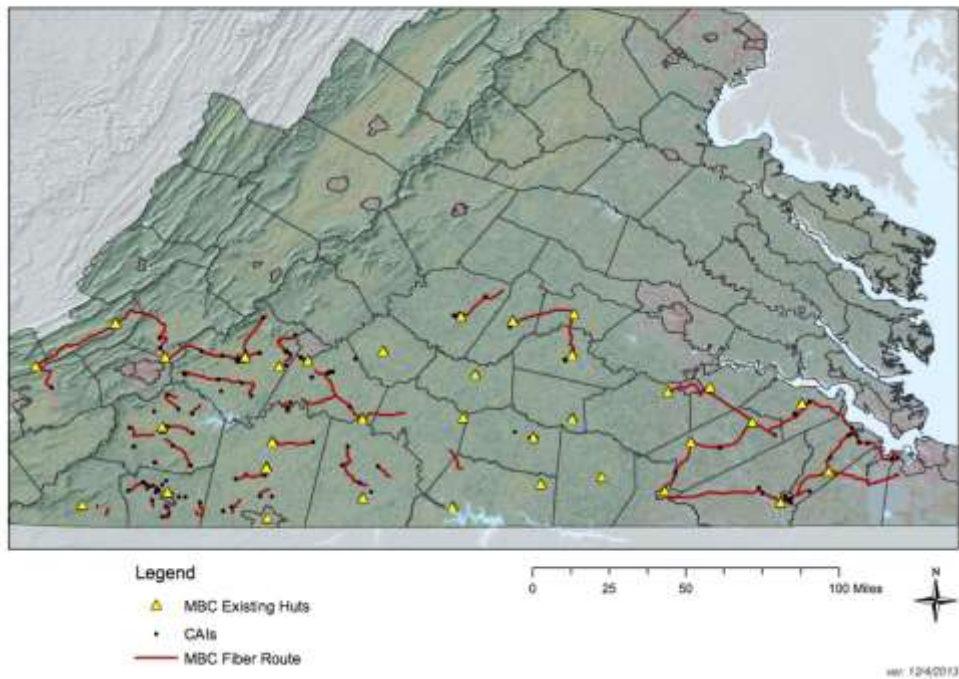 Legend
MBC Existing Huts
CAIs
MBC Fiber Route
0 25 50 100 Miles
N
ver: 12/4/2013